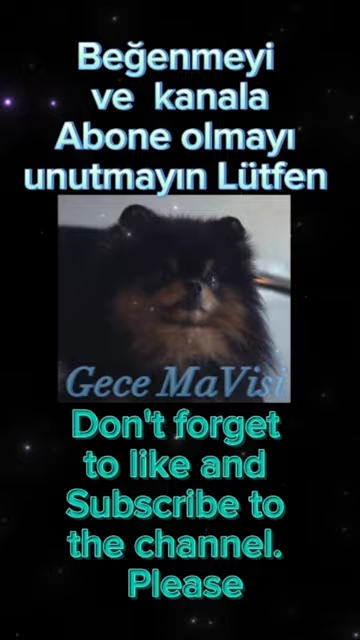 Beğenmeyi
ve kanala
Abone olmayı
unutmayın Lütfen
Gece MaVisi
Don't forget
to like and
Subscribe to
the channel.
Please